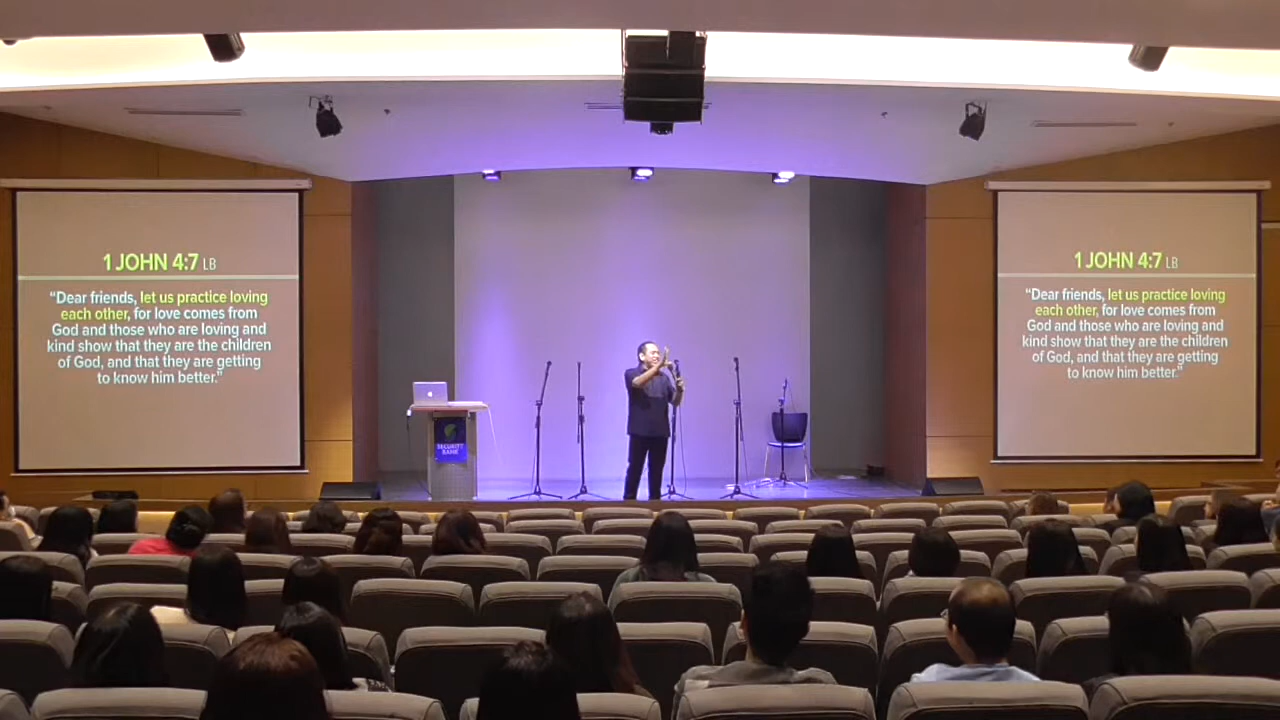 1 JOHN 4:7 LB
“Dear friends, let us practice loving
each other, for love comes from
God and those who are loving and
kind show that they are the children
of God, and that they are getting
to know him better.”
SECURITY
BANK
1 JOHN 4:7 LB
“Dear friends, let us practice loving
each other, for love comes from
God and those who are loving and
kind show that they are the children
of God, and that they are getting
to know him better.”